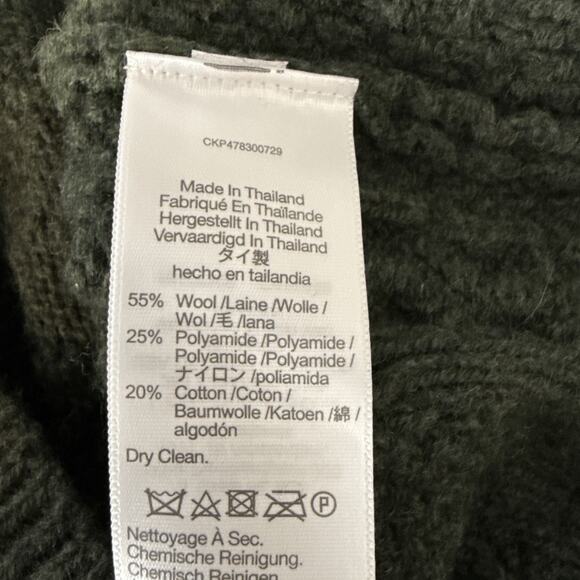 CKP478300729
Made In Thailand
Fabriqué En Thaïlande
Hergestellt In Thailand
Vervaardigd In Thailand
タイ製
hecho en tailandia
55% Wool /Laine /Wolle /
Wol /毛 /lana
25% Polyamide /Polyamide /
Polyamide /Polyamide /
ナイロン /poliamida
20% Cotton /Coton /
Baumwolle /Katoen /綿 /
algodón
Dry Clean.
P
Nettoyage À Sec.
Chemische Reinigung.
Chemisch Reinigen